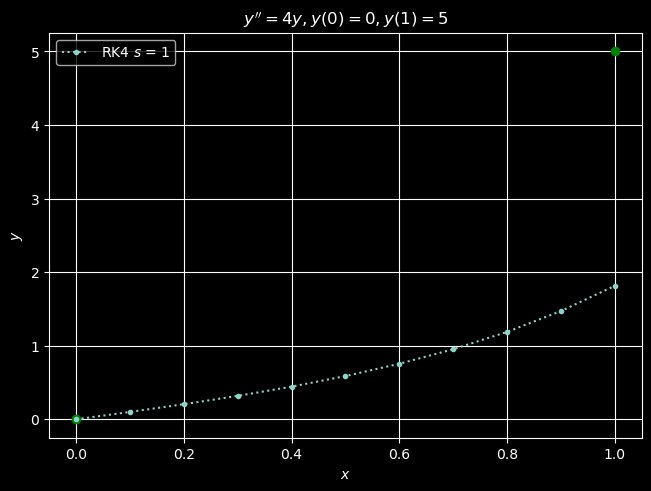 y'' = 4y, y(0) = 0, y(1) = 5
RK4 s = 1
5
4
3
2
1
0
y
0.0 0.2 0.4 0.6 0.8 1.0
x